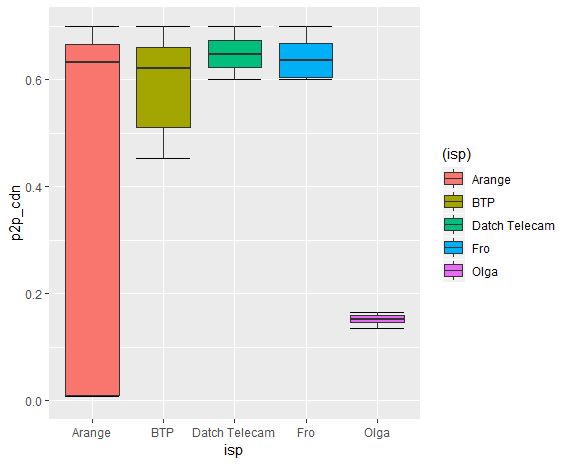 0.6
0.4
0.2
0.0
p2p_cdn
Arange
BTP
Datch Telecam
Fro
Olga
isp
(isp)
Arange
BTP
Datch Telecam
Fro
Olga